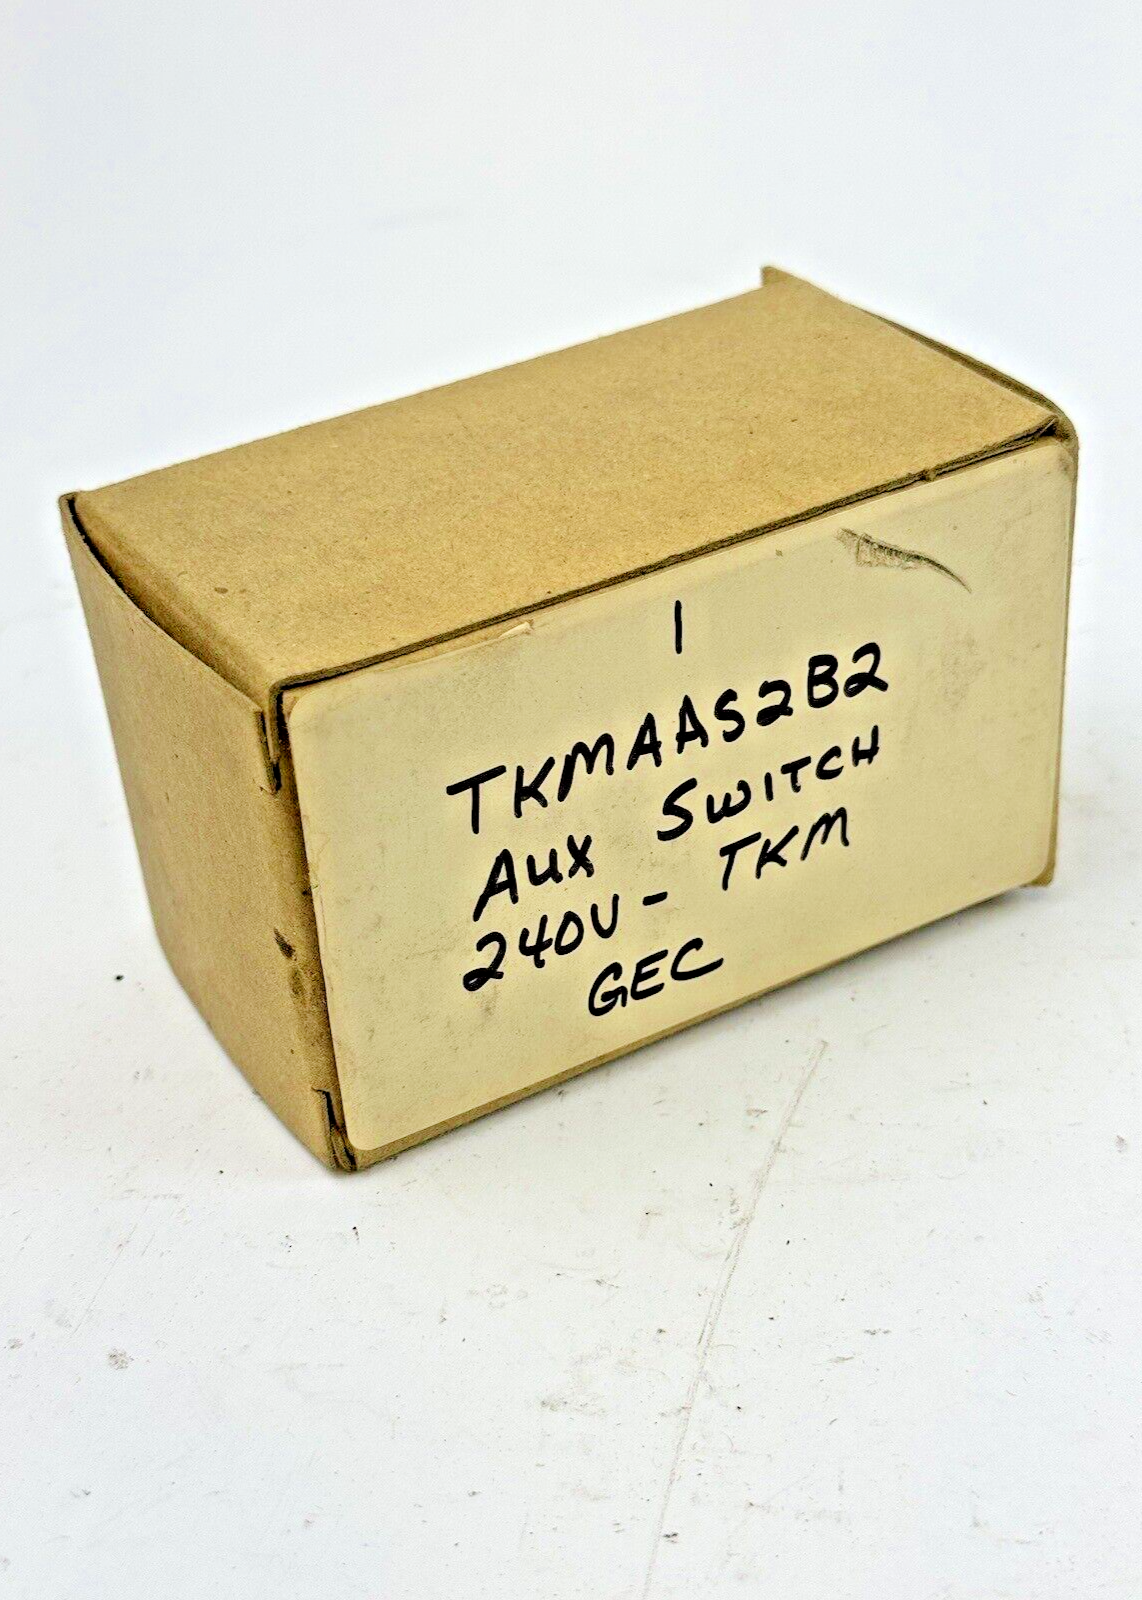 1
TKMAAS2B2
AUX SWITCH
240V - TKM
GEC